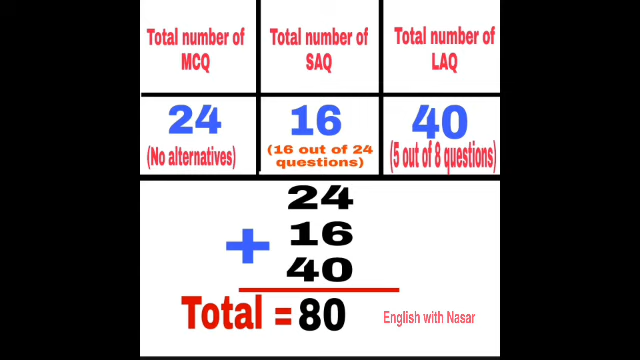 Total number of MCQ
Total number of SAQ
Total number of LAQ
24
(No alternatives)
16
(16 out of 24
questions)
40
(5 out of 8 questions)
24
16
+
40
Total = 80
English with Nasar